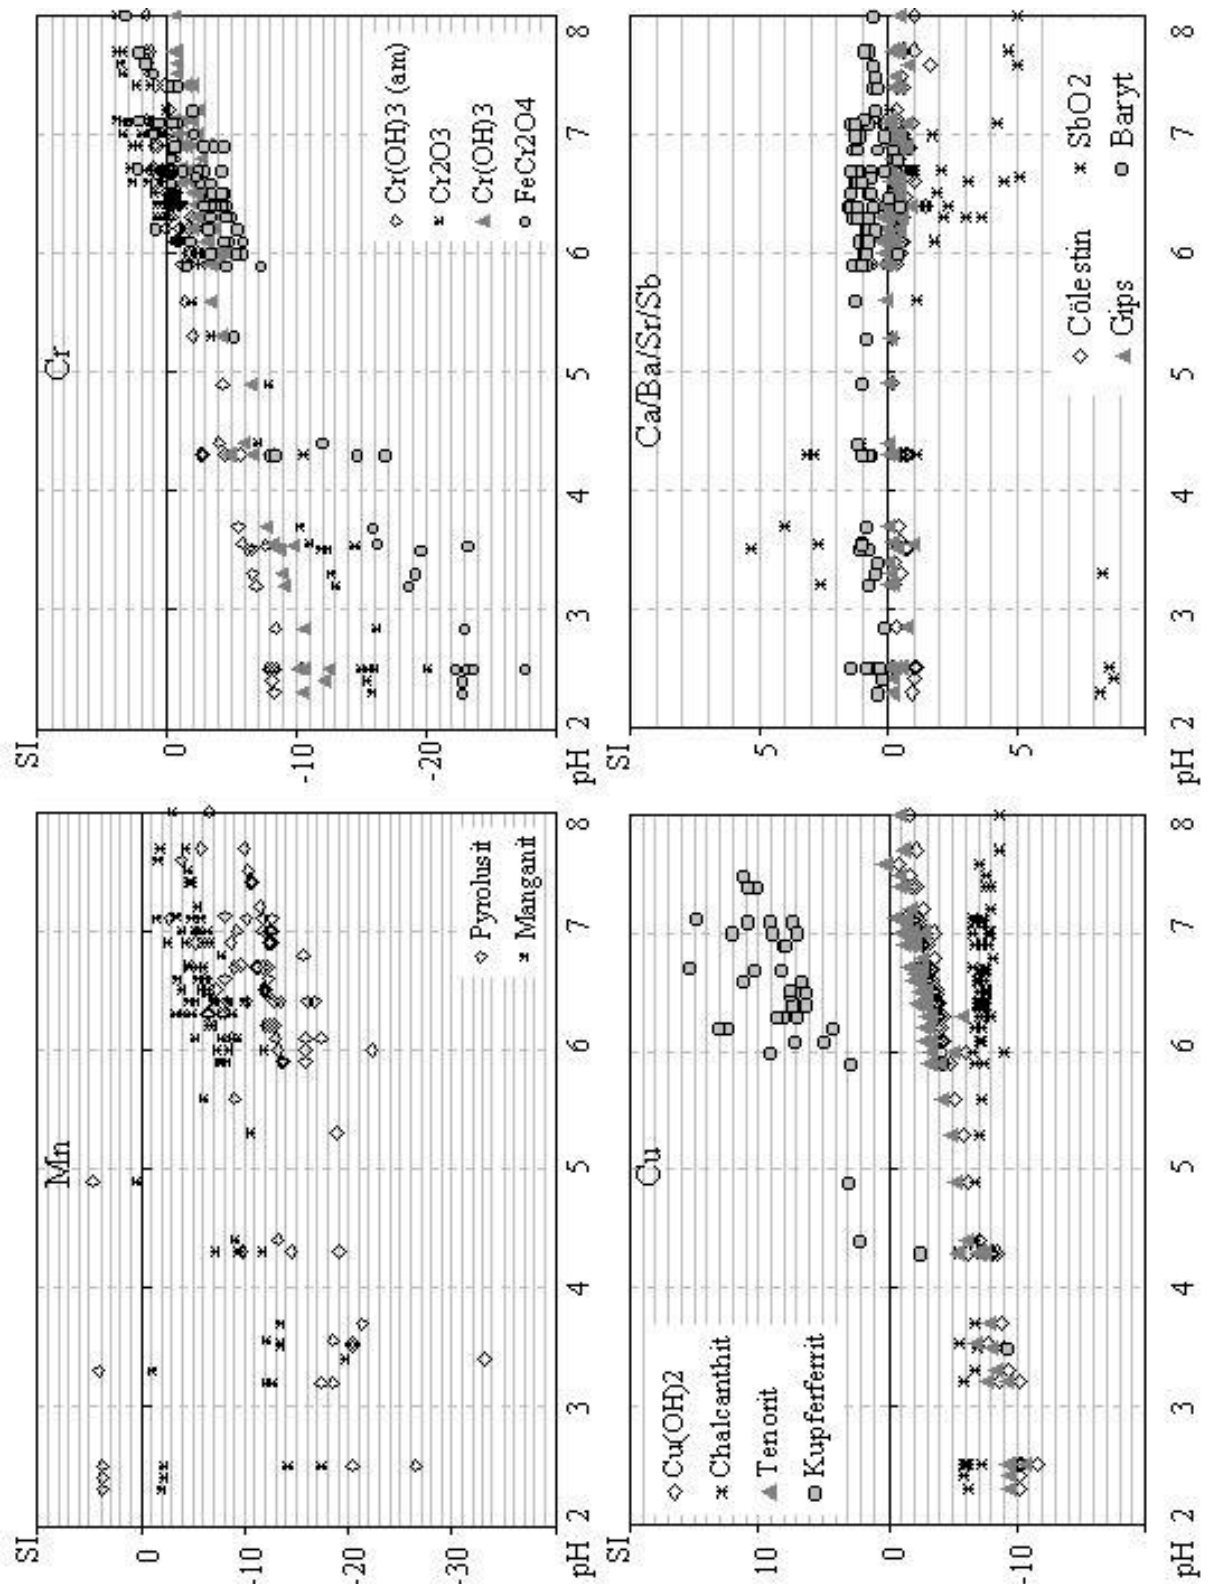 SI
Mn
0
-10
-20
-30
pH 2 3 4 5 6 7 8
Pyrolusit
Manganit
SI
Cr
0
-10
-20
pH 2 3 4 5 6 7 8
Cr(OH)3 (am)
Cr2O3
Cr(OH)3
FeCr2O4
SI
Cu
10
0
-10
pH 2 3 4 5 6 7 8
Cu(OH)2
Chalcanthit
Tenorit
Kupferferrit
SI
Ca/Ba/Sr/Sb
5
0
5
pH 2 3 4 5 6 7 8
Cölestin SbO2
Gips Baryt